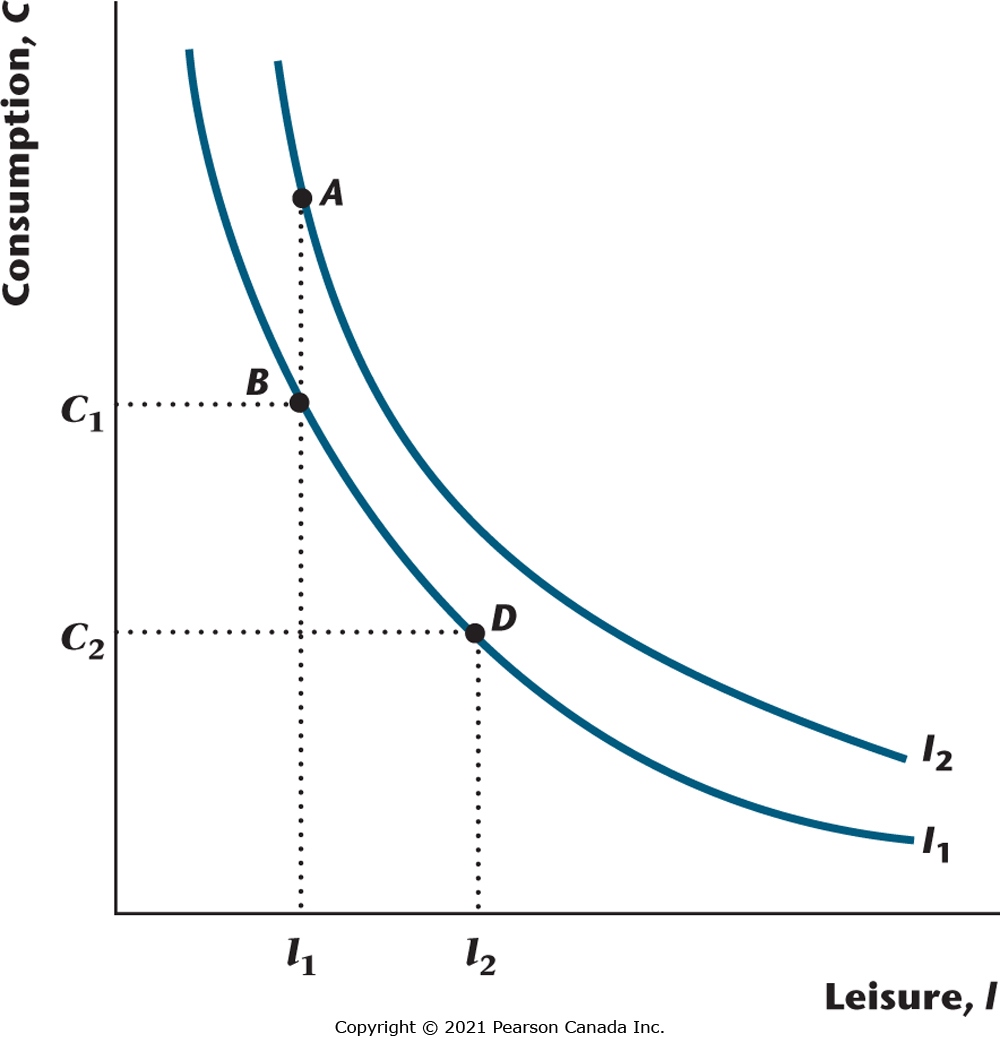 Consumption, C
A
B
C1
D
C2
I2
I1
l1
l2
Leisure, l
Copyright © 2021 Pearson Canada Inc.